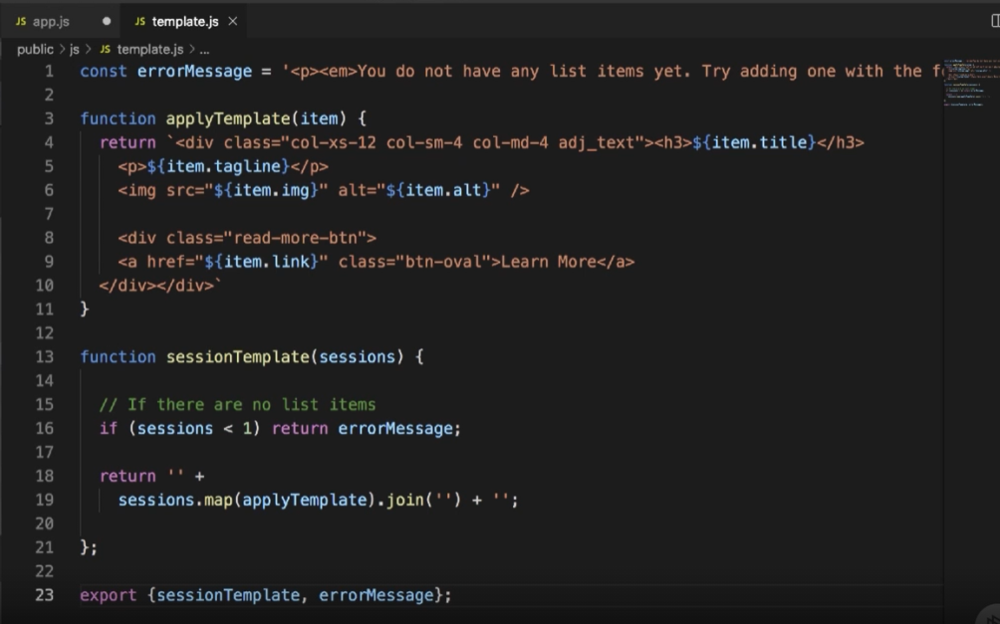 JS app.js ● JS template.js ×
public > js > JS template.js > ...
1 const errorMessage = '<p><em>You do not have any list items yet. Try adding one with the
2
3 function applyTemplate(item) {
4 return `<div class="col-xs-12 col-sm-4 col-md-4 adj_text"><h3>${item.title}</h3>
5 <p>${item.tagline}</p>
6 <img src="${item.img}" alt="${item.alt}" />
7
8 <div class="read-more-btn">
9 <a href="${item.link}" class="btn-oval">Learn More</a>
10 </div></div>`
11 }
12
13 function sessionTemplate(sessions) {
14
15 // If there are no list items
16 if (sessions < 1) return errorMessage;
17
18 return '' +
19 sessions.map(applyTemplate).join('') + '';
20
21 };
22
23 export {sessionTemplate, errorMessage};